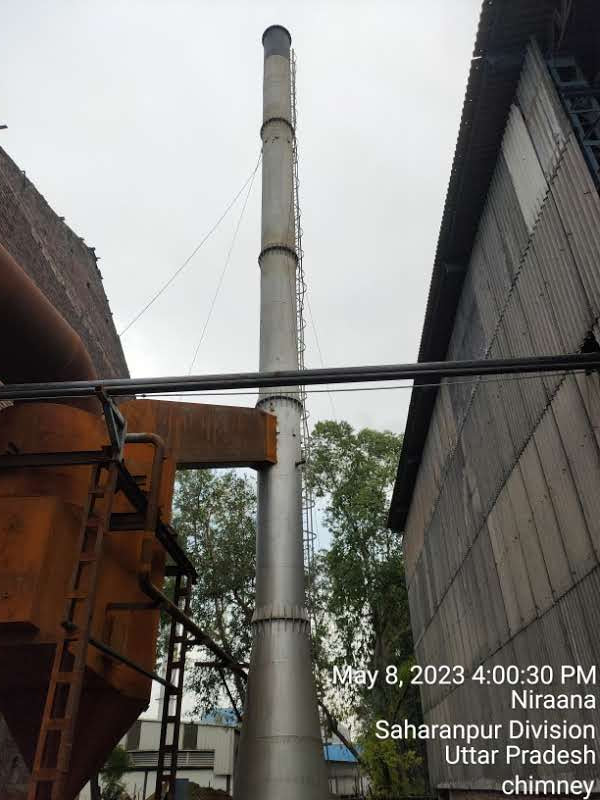 May 8, 2023 4:00:30 PM
Niraana
Saharanpur Division
Uttar Pradesh
chimney